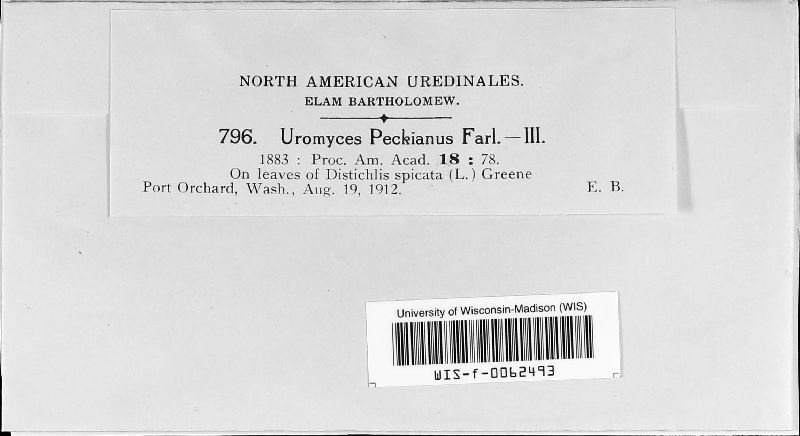 NORTH AMERICAN UREDINALES.
ELAM BARTHOLOMEW.
796. Uromyces Peckianus Farl.—III.
1883 : Proc. Am. Acad. 18 : 78.
On leaves of Distichlis spicata (L.) Greene
Port Orchard, Wash., Aug. 19, 1912. E. B.
University of Wisconsin-Madison (WIS)
WIS-f-0062493